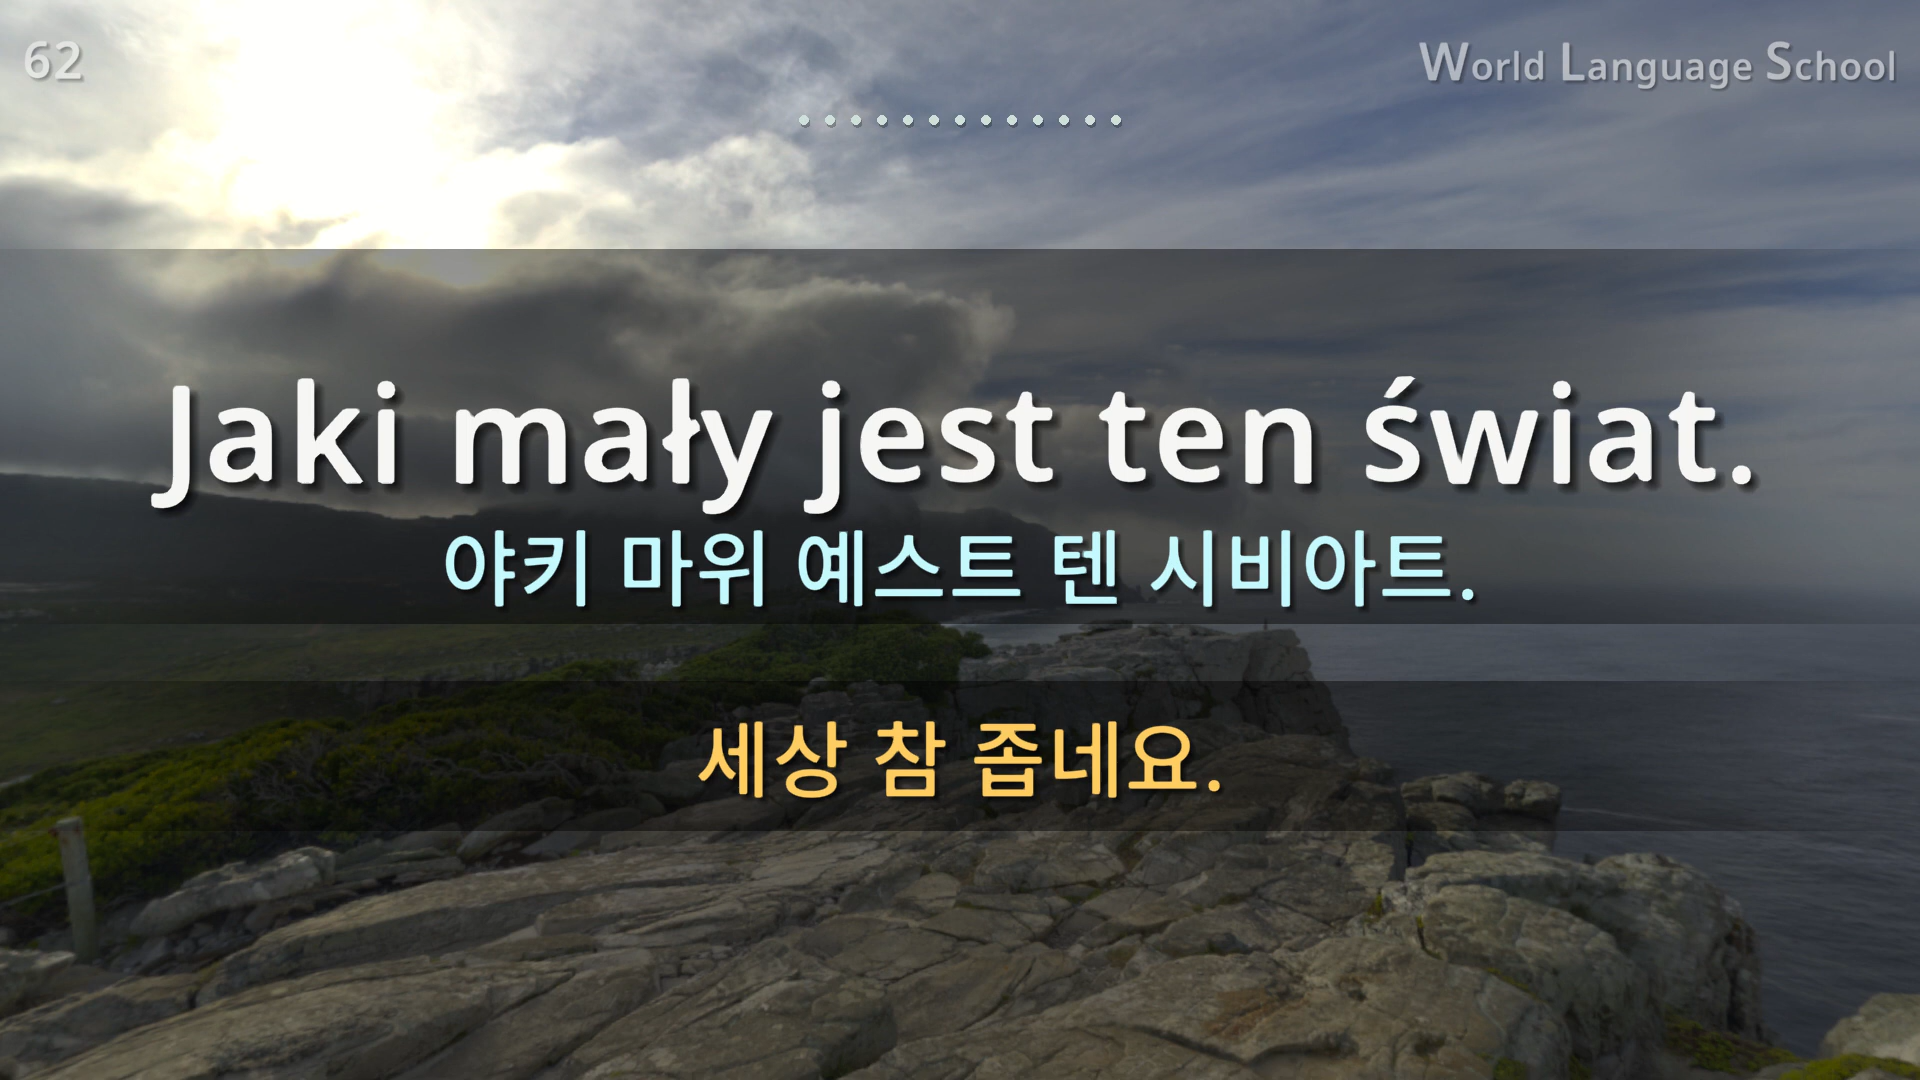 62
World Language School
Jaki mały jest ten świat.
야키 마위 예스트 텐 시비아트.
세상 참 좁네요.